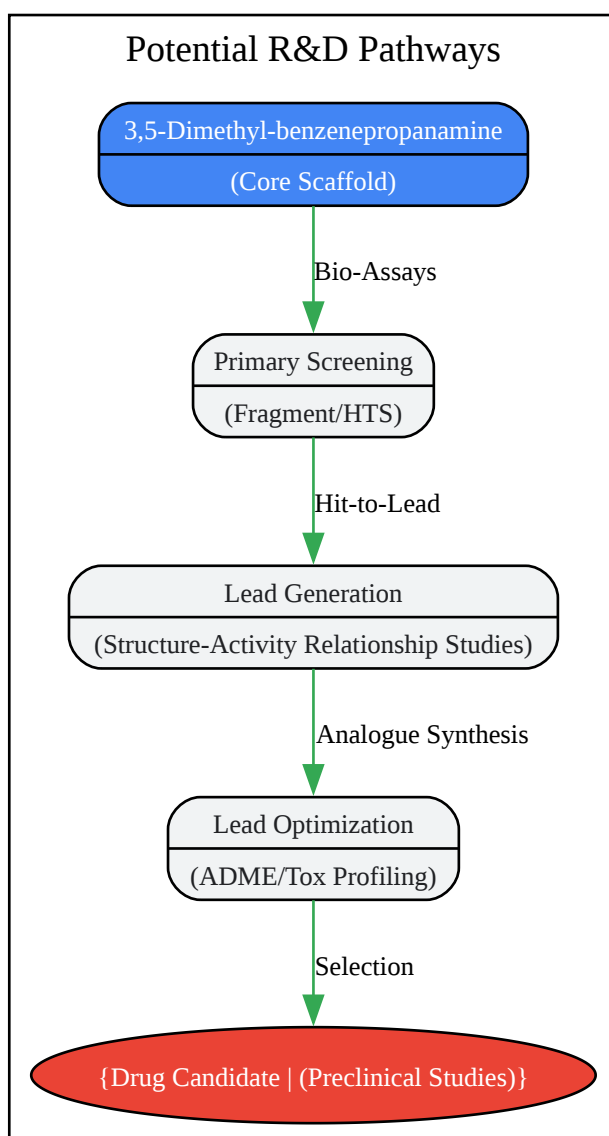 Potential R&D Pathways
3,5-Dimethyl-benzenepropanamine
(Core Scaffold)
Bio-Assays
Primary Screening
(Fragment/HTS)
Hit-to-Lead
Lead Generation
(Structure-Activity Relationship Studies)
Analogue Synthesis
Lead Optimization
(ADME/Tox Profiling)
Selection
{Drug Candidate | (Preclinical Studies)}